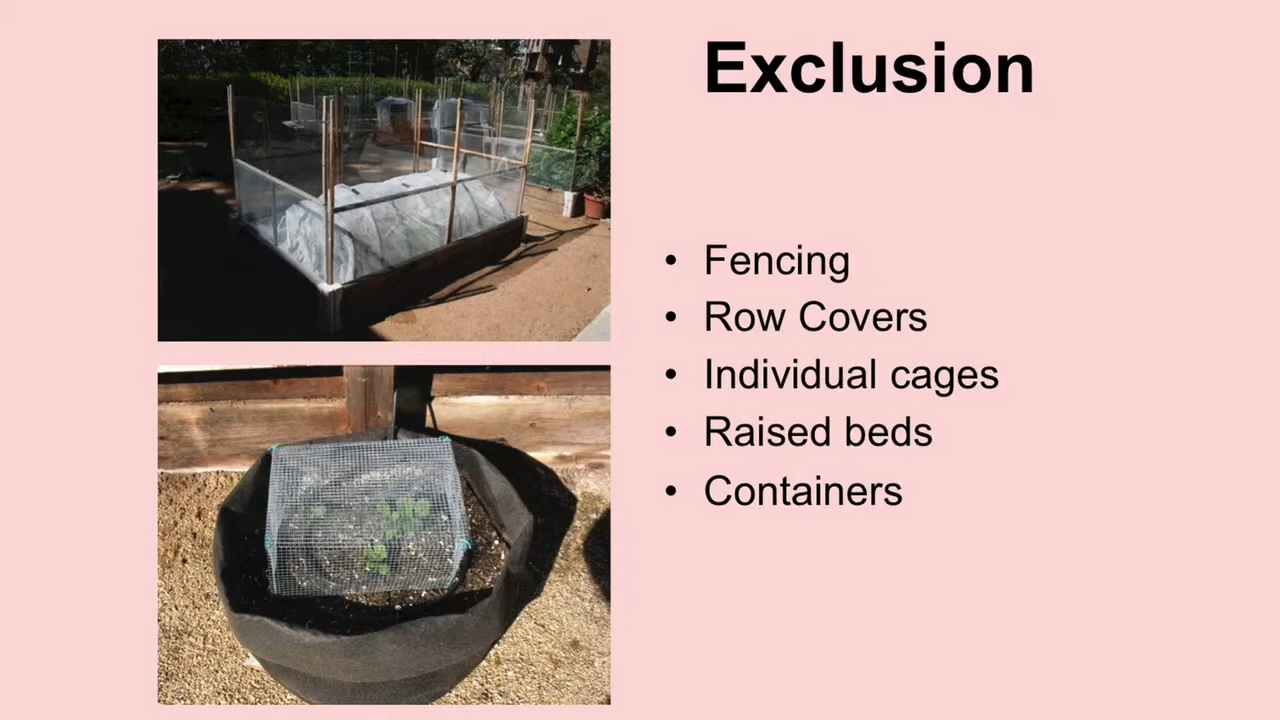 Exclusion
• Fencing
• Row Covers
• Individual cages
• Raised beds
• Containers